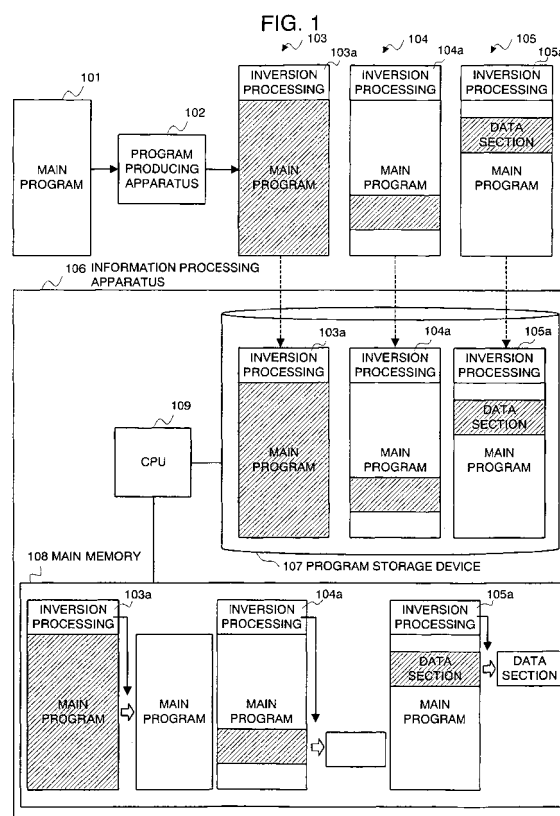 FIG. 1
103
104
105
103a
104a
105a
101
102
INVERSION
PROCESSING
INVERSION
PROCESSING
INVERSION
PROCESSING
MAIN
PROGRAM
PROGRAM
PRODUCING
APPARATUS
MAIN
PROGRAM
MAIN
PROGRAM
DATA
SECTION
MAIN
PROGRAM
106 INFORMATION PROCESSING
APPARATUS
103a
104a
105a
INVERSION
PROCESSING
INVERSION
PROCESSING
INVERSION
PROCESSING
109
CPU
MAIN
PROGRAM
MAIN
PROGRAM
DATA
SECTION
MAIN
PROGRAM
107 PROGRAM STORAGE DEVICE
108 MAIN MEMORY
103a
104a
105a
INVERSION
PROCESSING
INVERSION
PROCESSING
INVERSION
PROCESSING
MAIN
PROGRAM
MAIN
PROGRAM
MAIN
PROGRAM
DATA
SECTION
DATA
SECTION
MAIN
PROGRAM